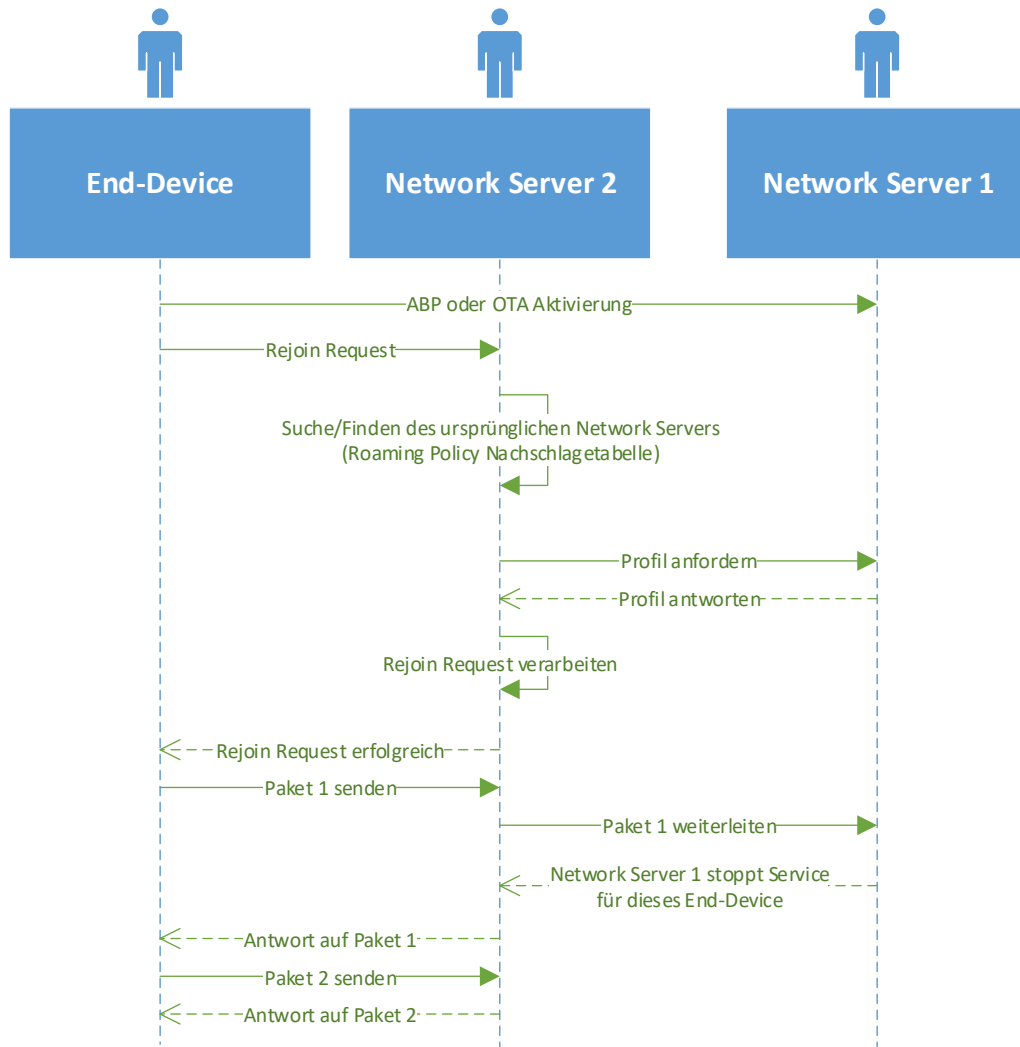 End-Device
Network Server 2
Network Server 1
ABP oder OTA Aktivierung
Rejoin Request
Suche/Finden des ursprünglichen Network Servers
(Roaming Policy Nachschlagetabelle)
Profil anfordern
Profil antworten
Rejoin Request verarbeiten
Rejoin Request erfolgreich
Paket 1 senden
Paket 1 weiterleiten
Network Server 1 stoppt Service
für dieses End-Device
Antwort auf Paket 1
Paket 2 senden
Antwort auf Paket 2